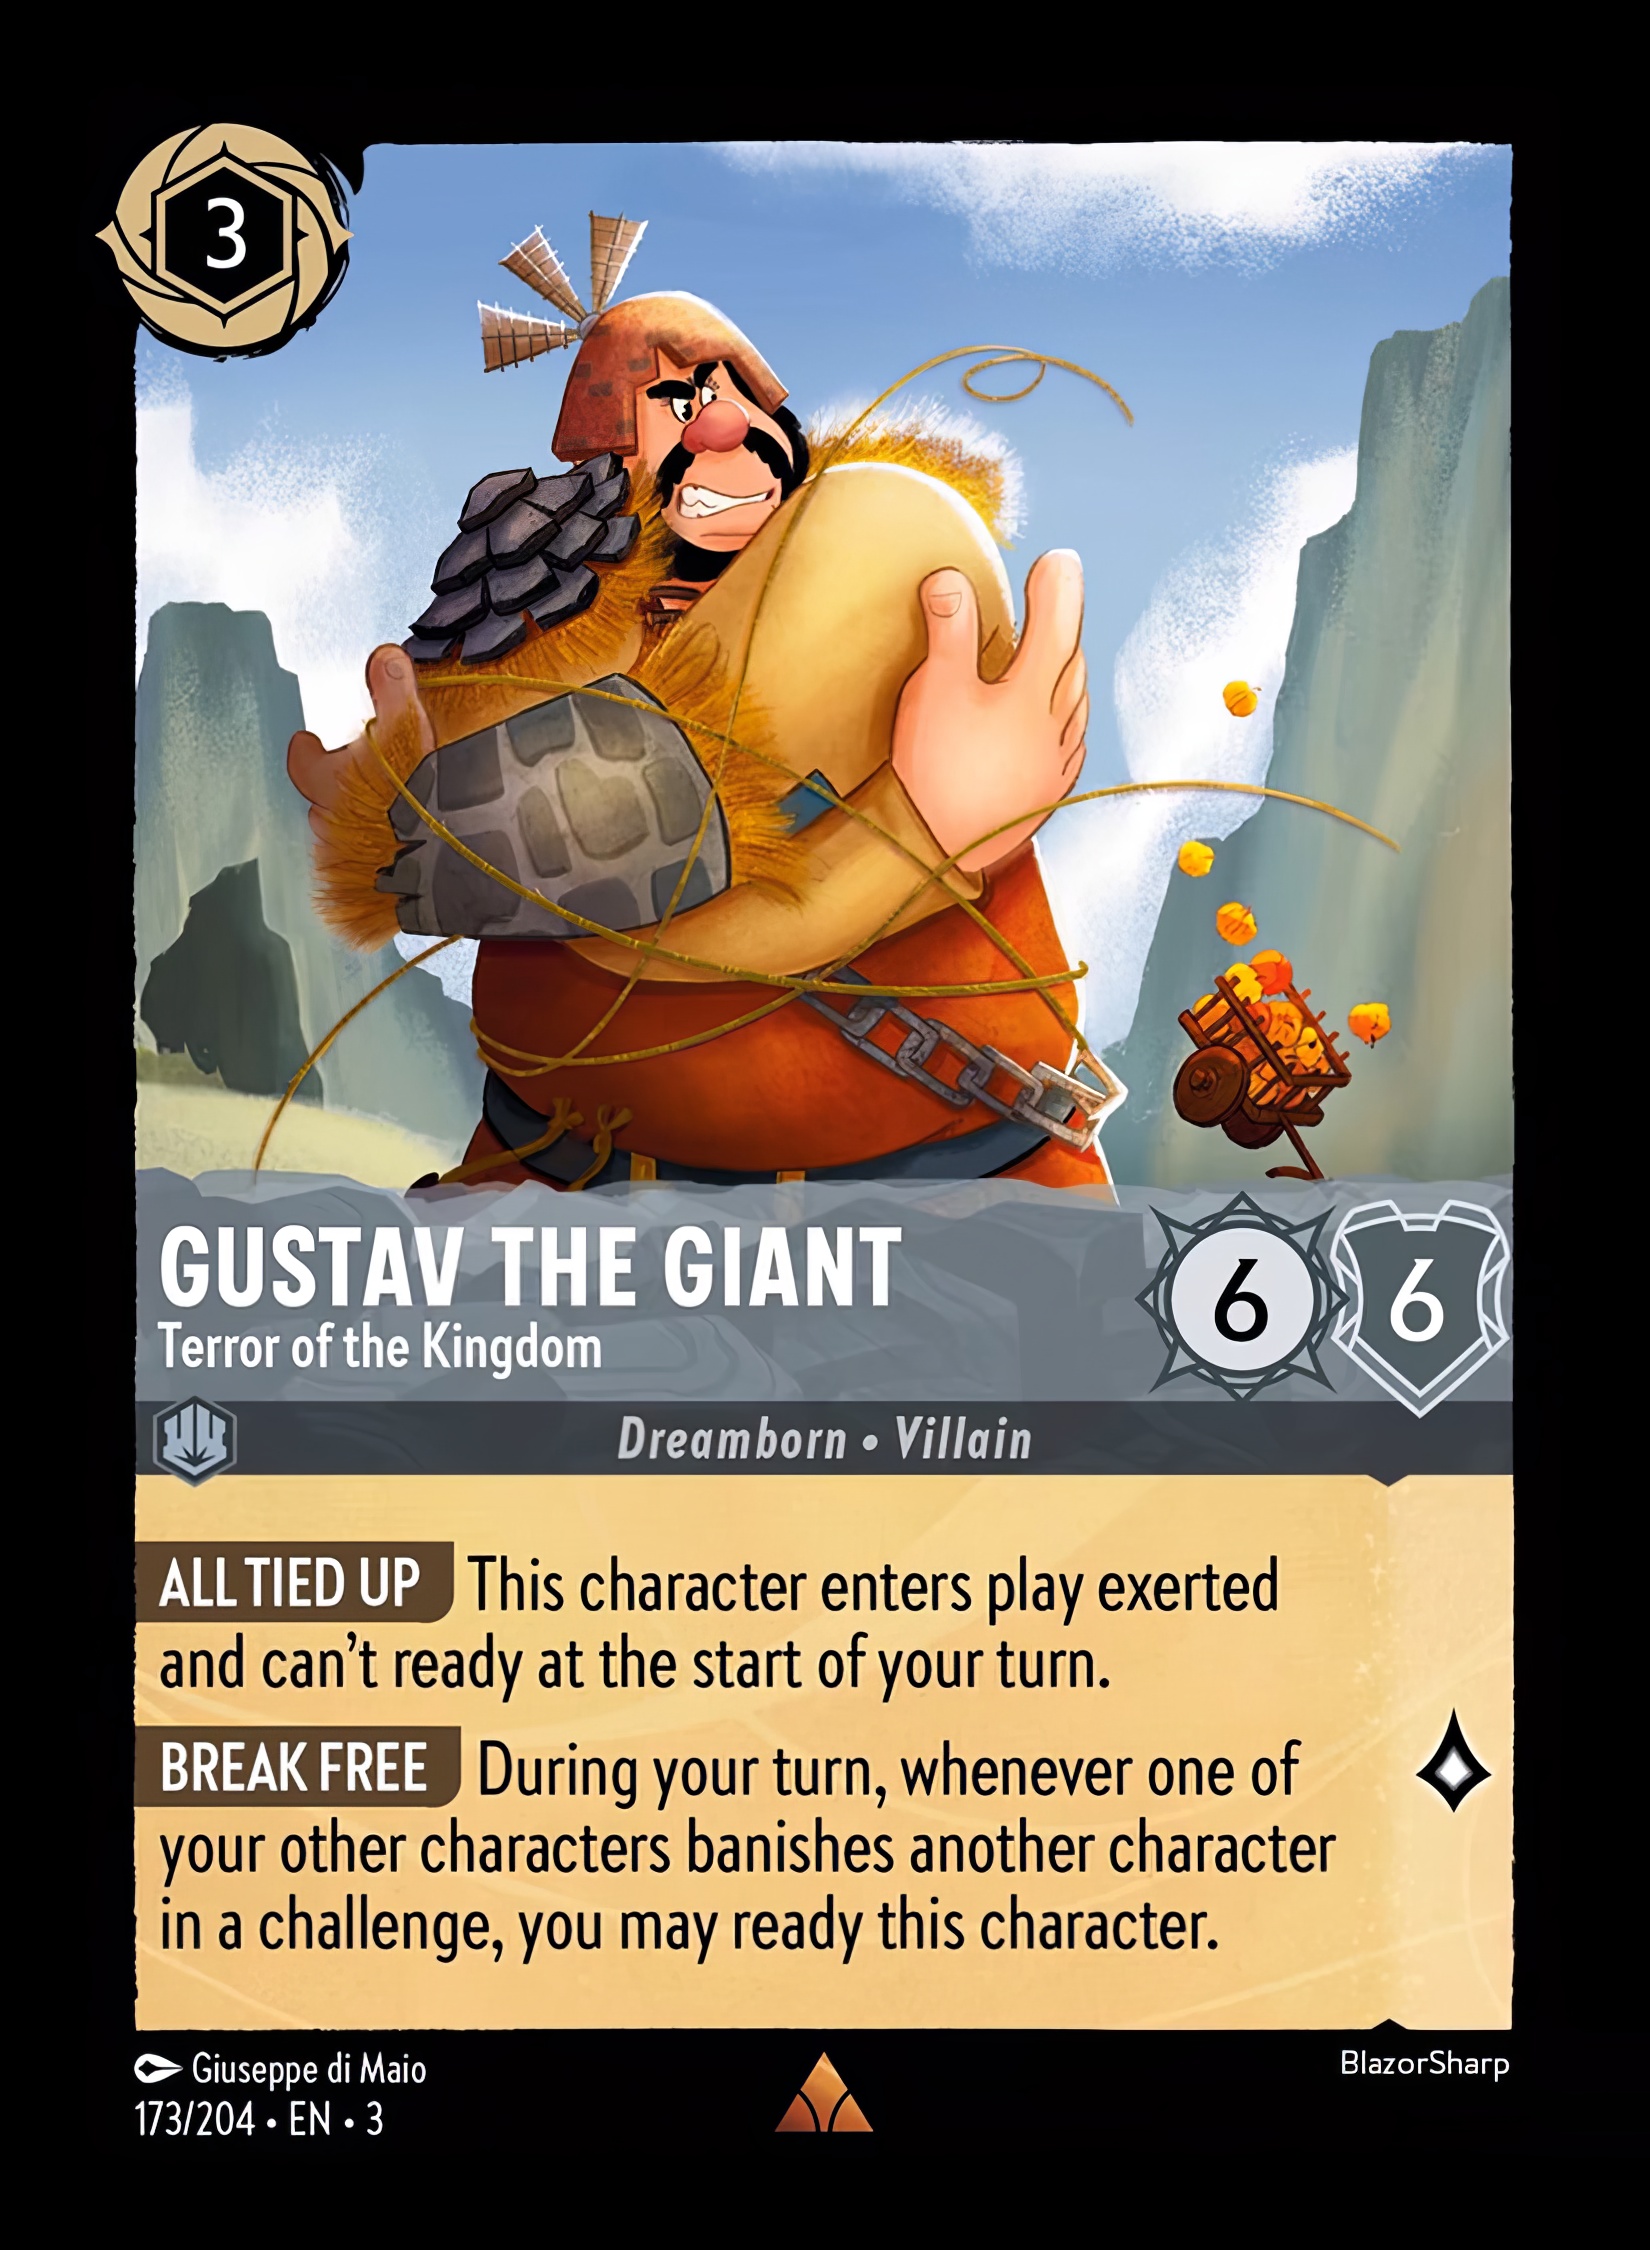 3
GUSTAV THE GIANT
Terror of the Kingdom
6
6
Dreamborn • Villain
ALL TIED UP This character enters play exerted
and can't ready at the start of your turn.
BREAK FREE During your turn, whenever one of
your other characters banishes another character
in a challenge, you may ready this character.
Giuseppe di Maio
BlazorSharp
173/204 • EN • 3